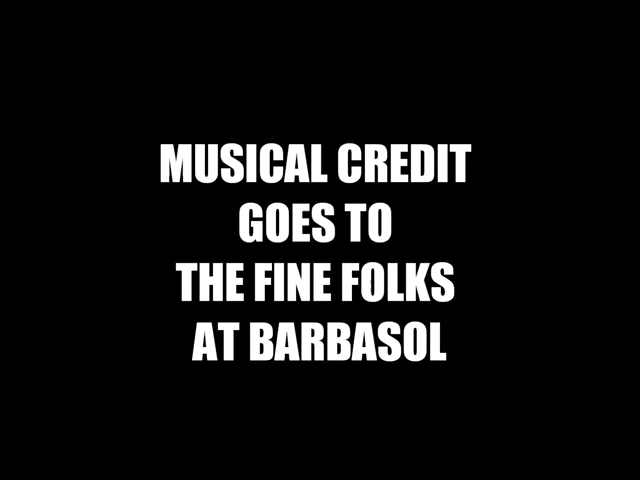 MUSICAL CREDIT
GOES TO
THE FINE FOLKS
AT BARBASOL